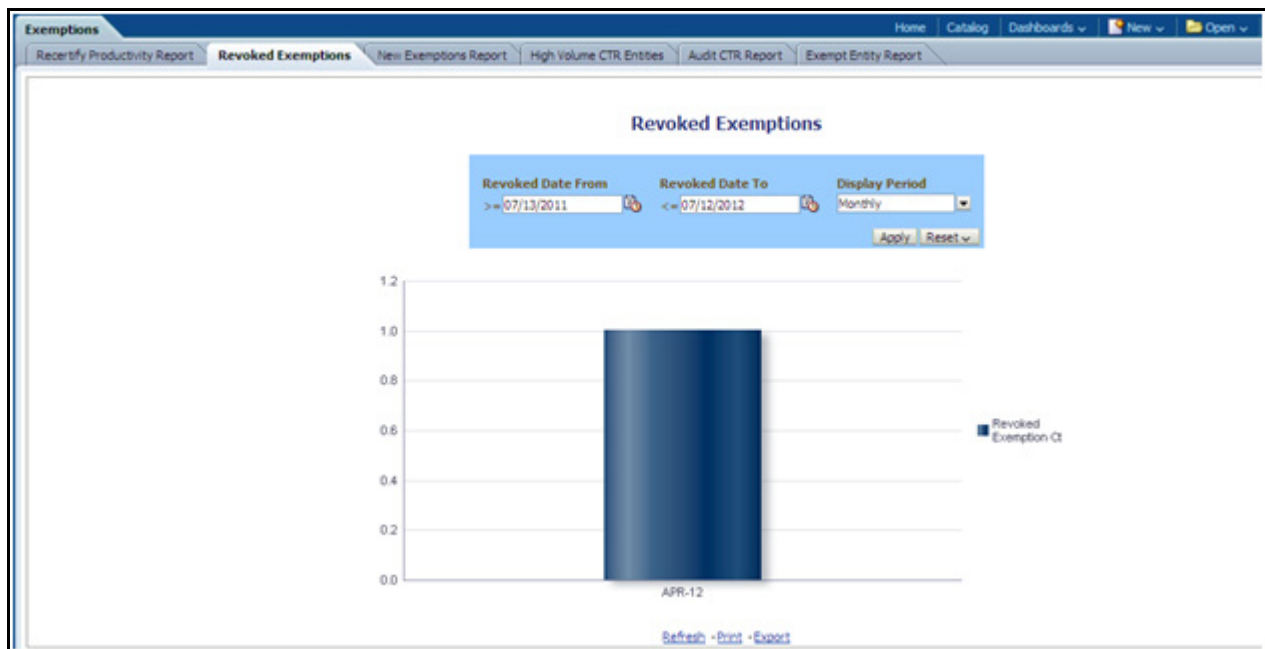 Exemptions
Home Catalog Dashboards New Open
Recertify Productivity Report Revoked Exemptions New Exemptions Report High Volume CTR Entities Audit CTR Report Exempt Entity Report
Revoked Exemptions
Revoked Date From Revoked Date To Display Period
>= 07/13/2011 <= 07/12/2012 Monthly
Apply Reset
1.2
1.0
0.8
0.6
0.4
0.2
0.0
Revoked
Exemption Ct
APR-12
Refresh - Print - Export